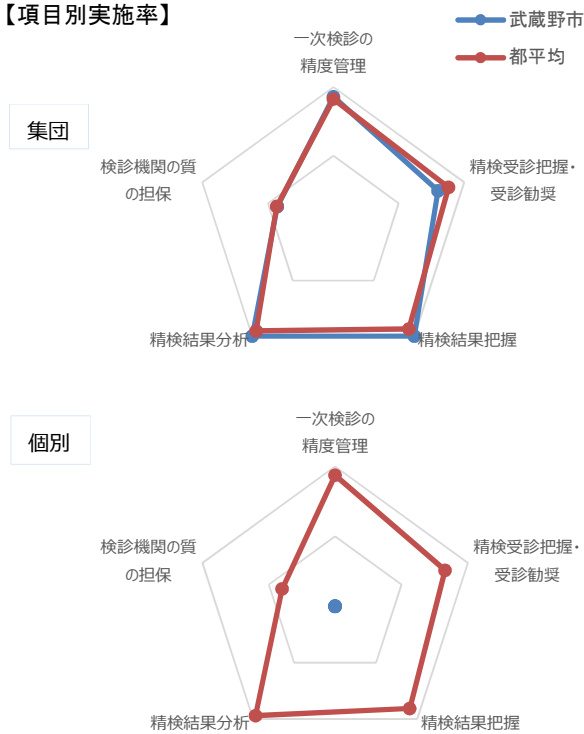 【項目別実施率】
武蔵野市
都平均
集団
一次検診の
精度管理
精検受診把握・
受診勧奨
精検結果把握
精検結果分析
検診機関の質
の担保
個別
一次検診の
精度管理
精検受診把握・
受診勧奨
精検結果把握
精検結果分析
検診機関の質
の担保